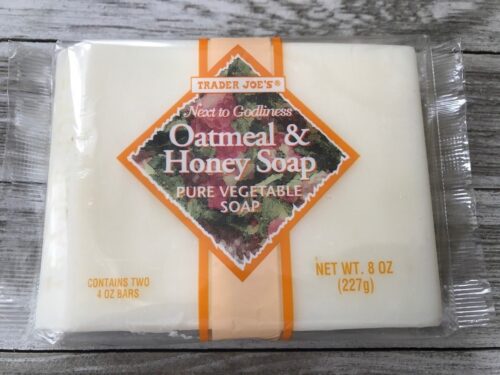 TRADER JOE'S®
Next to Godliness
Oatmeal &
Honey Soap
PURE VEGETABLE
SOAP
CONTAINS TWO
4 OZ BARS
NET WT. 8 OZ
(227g)